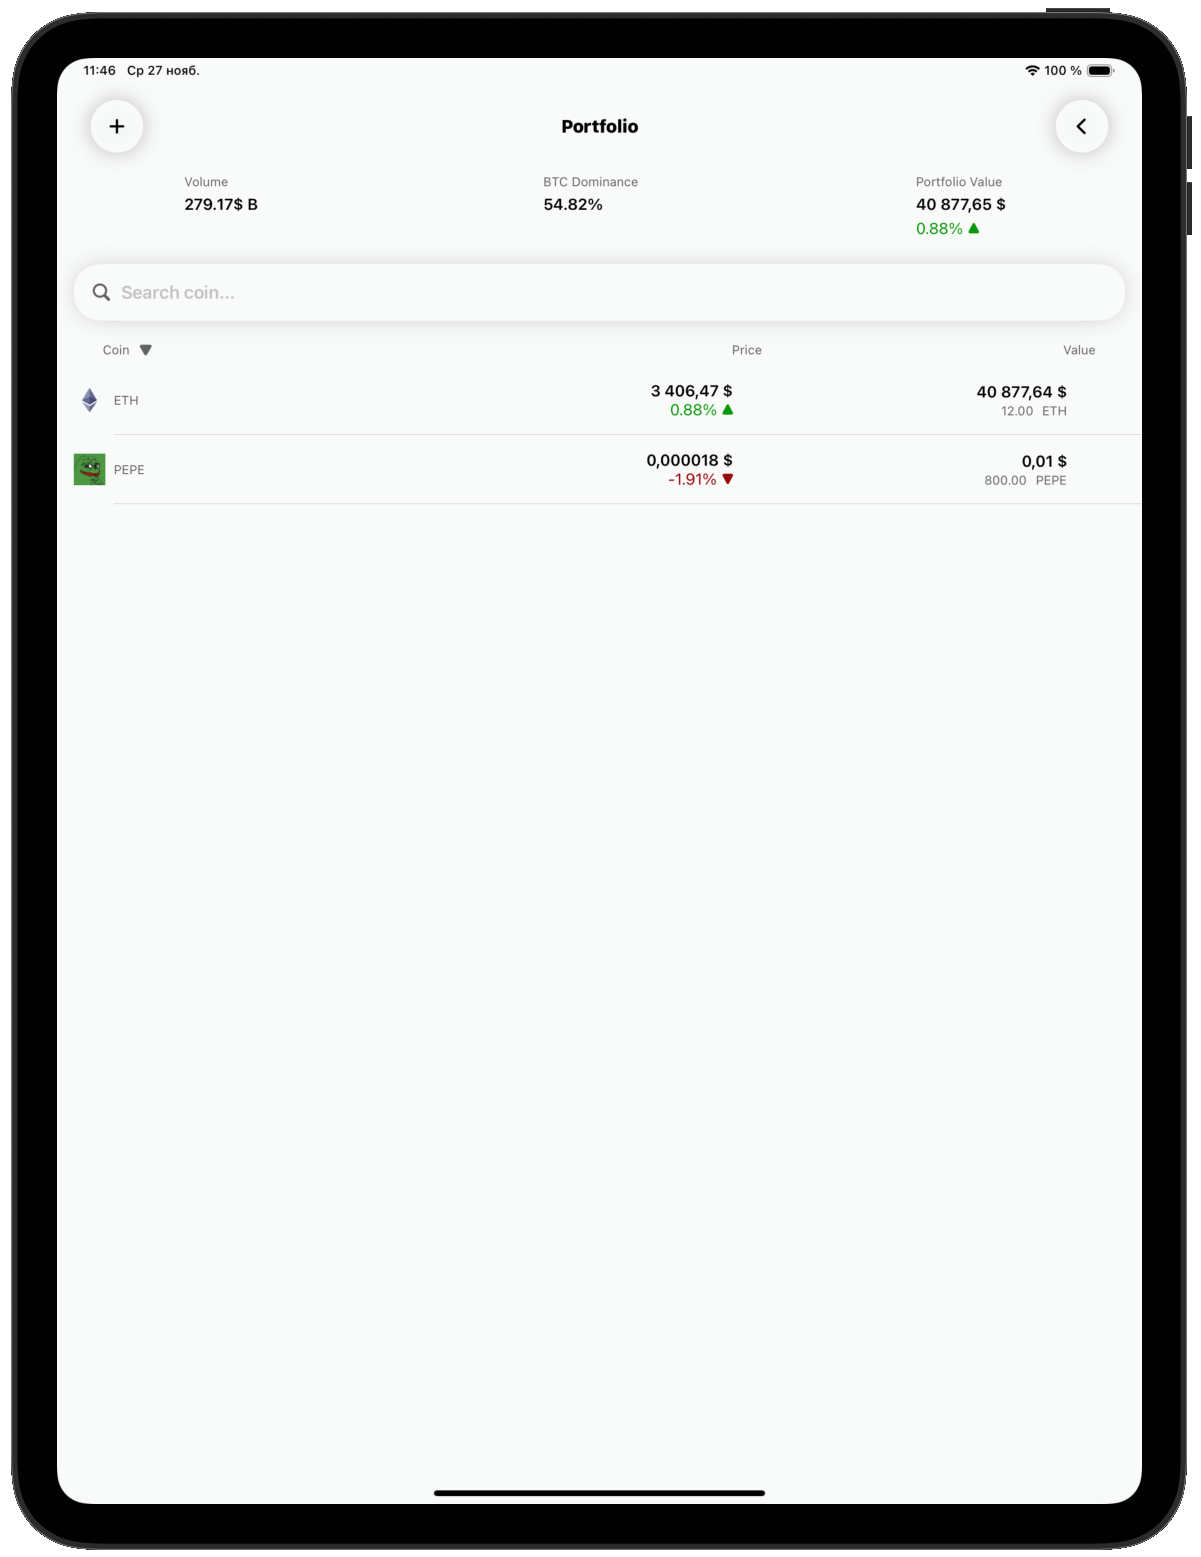 11:46 Ср 27 нояб.
100 %
Portfolio
Volume
279.17$ B
BTC Dominance
54.82%
Portfolio Value
40 877,65 $
0.88%
Search coin...
Coin Price Value
ETH
3 406,47 $
0.88%
40 877,64 $
12.00 ETH
PEPE
0,000018 $
-1.91%
0,01 $
800.00 PEPE